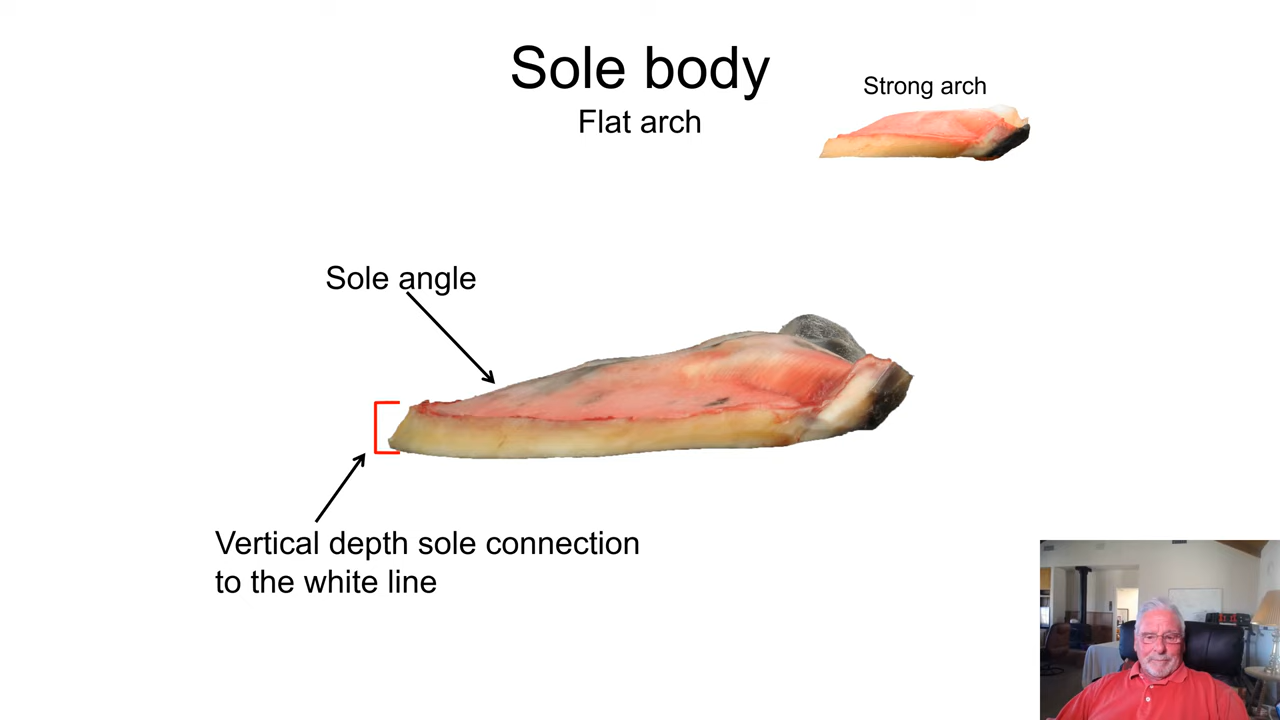 Sole body
Flat arch
Strong arch
Sole angle
Vertical depth sole connection
to the white line